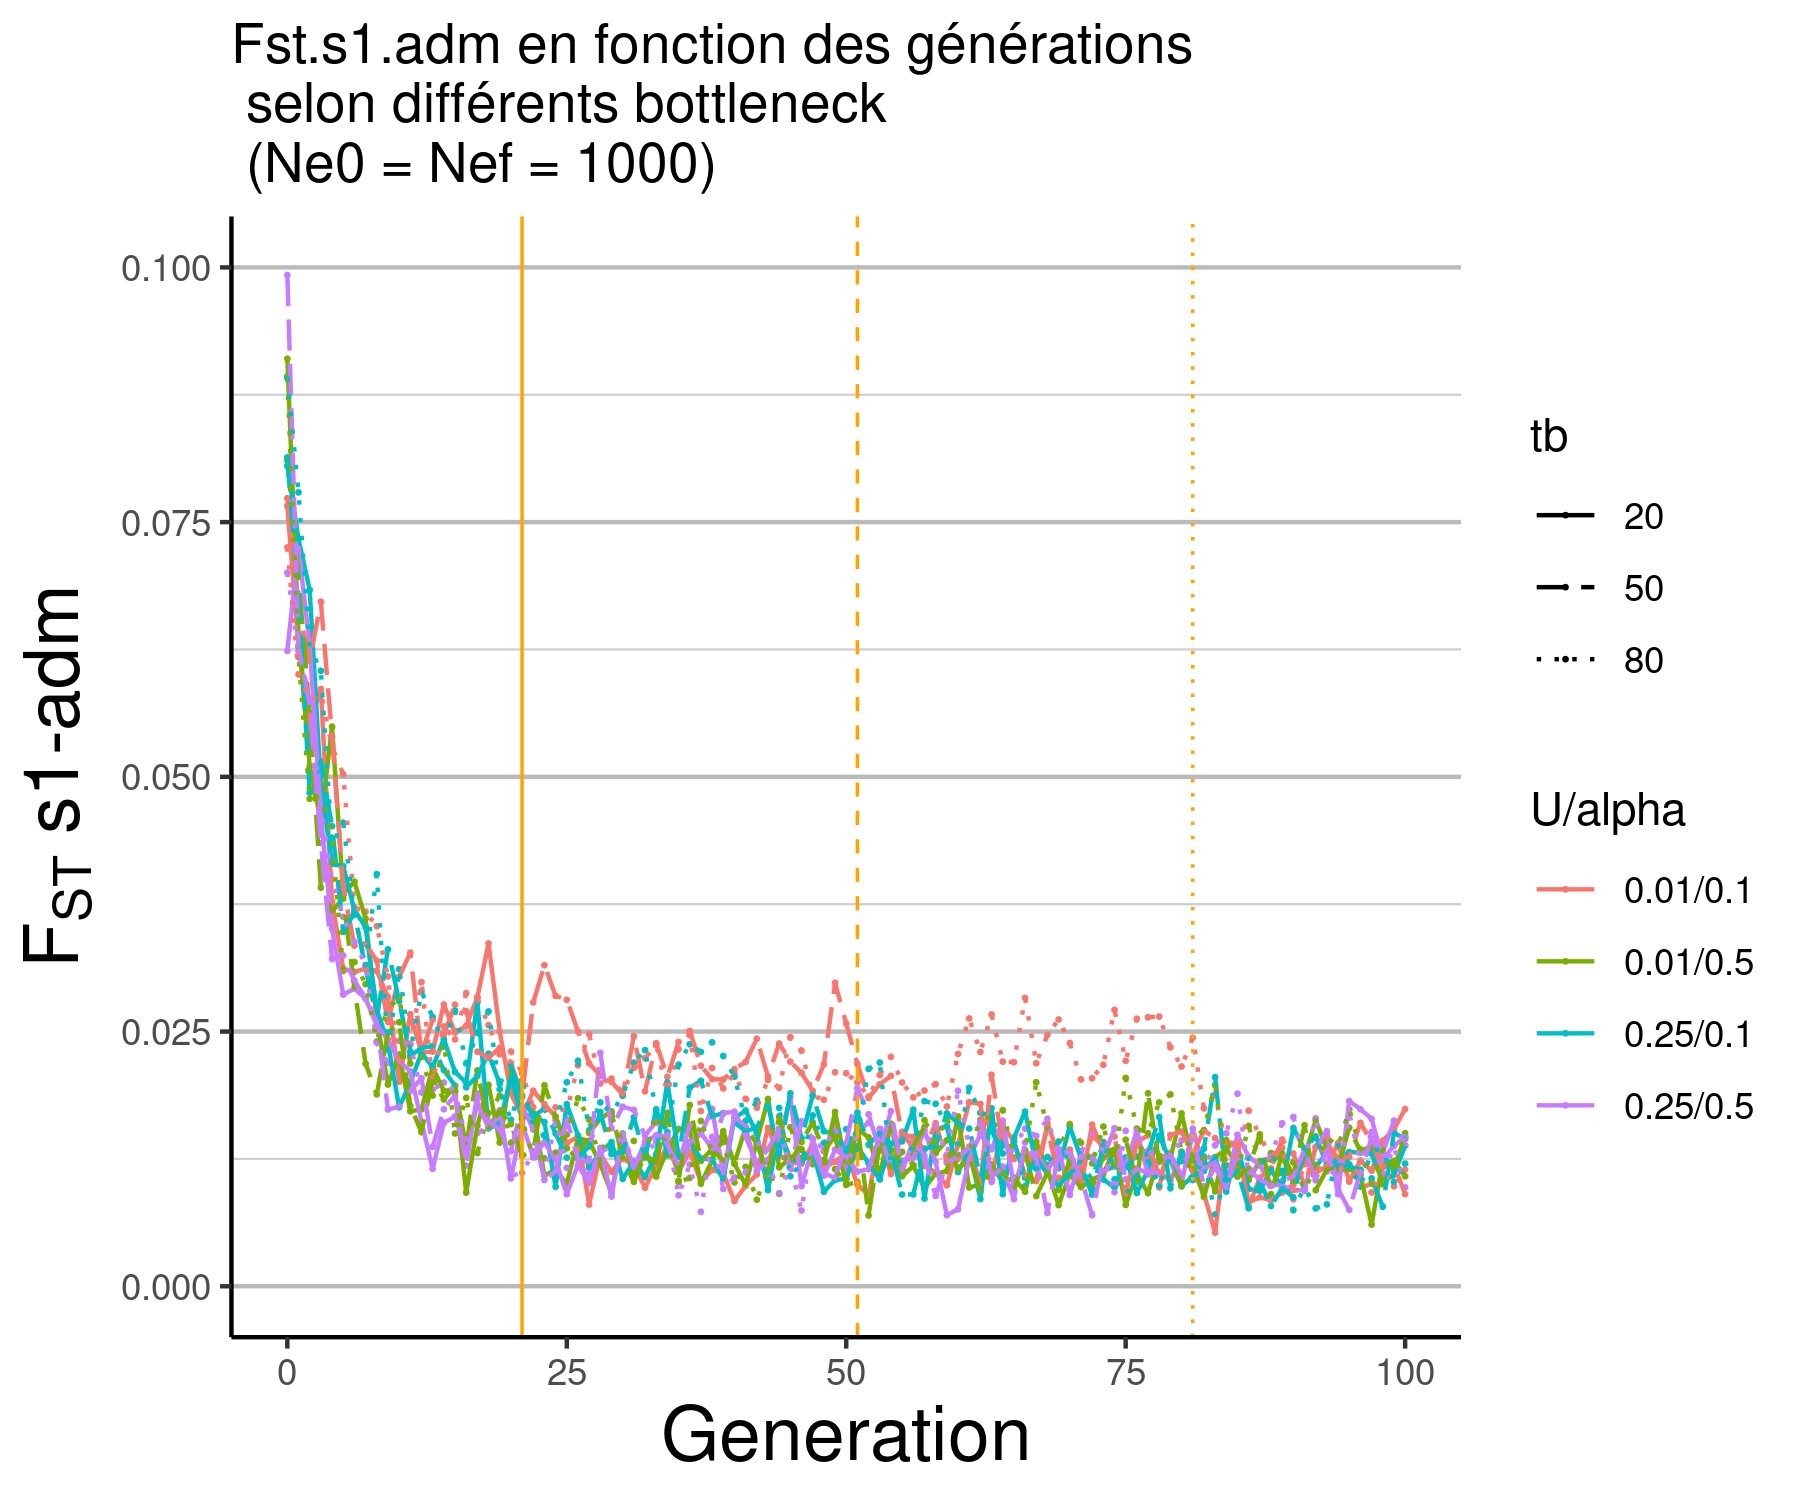 Fst.s1.adm en fonction des générations
selon différents bottleneck
(Ne0 = Nef = 1000)
FST s1-adm
0.100
0.075
0.050
0.025
0.000
0
25
50
75
100
Generation
tb
20
50
80
U/alpha
0.01/0.1
0.01/0.5
0.25/0.1
0.25/0.5